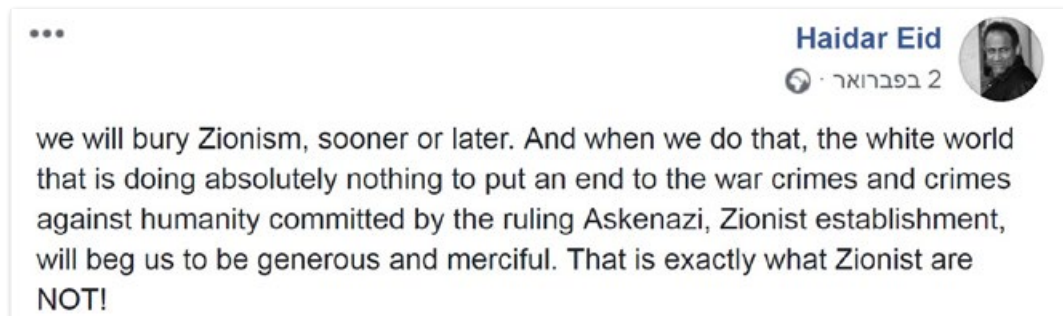 Haidar Eid
2 בפברואר ·
we will bury Zionism, sooner or later. And when we do that, the white world
that is doing absolutely nothing to put an end to the war crimes and crimes
against humanity committed by the ruling Askenazi, Zionist establishment,
will beg us to be generous and merciful. That is exactly what Zionist are
NOT!